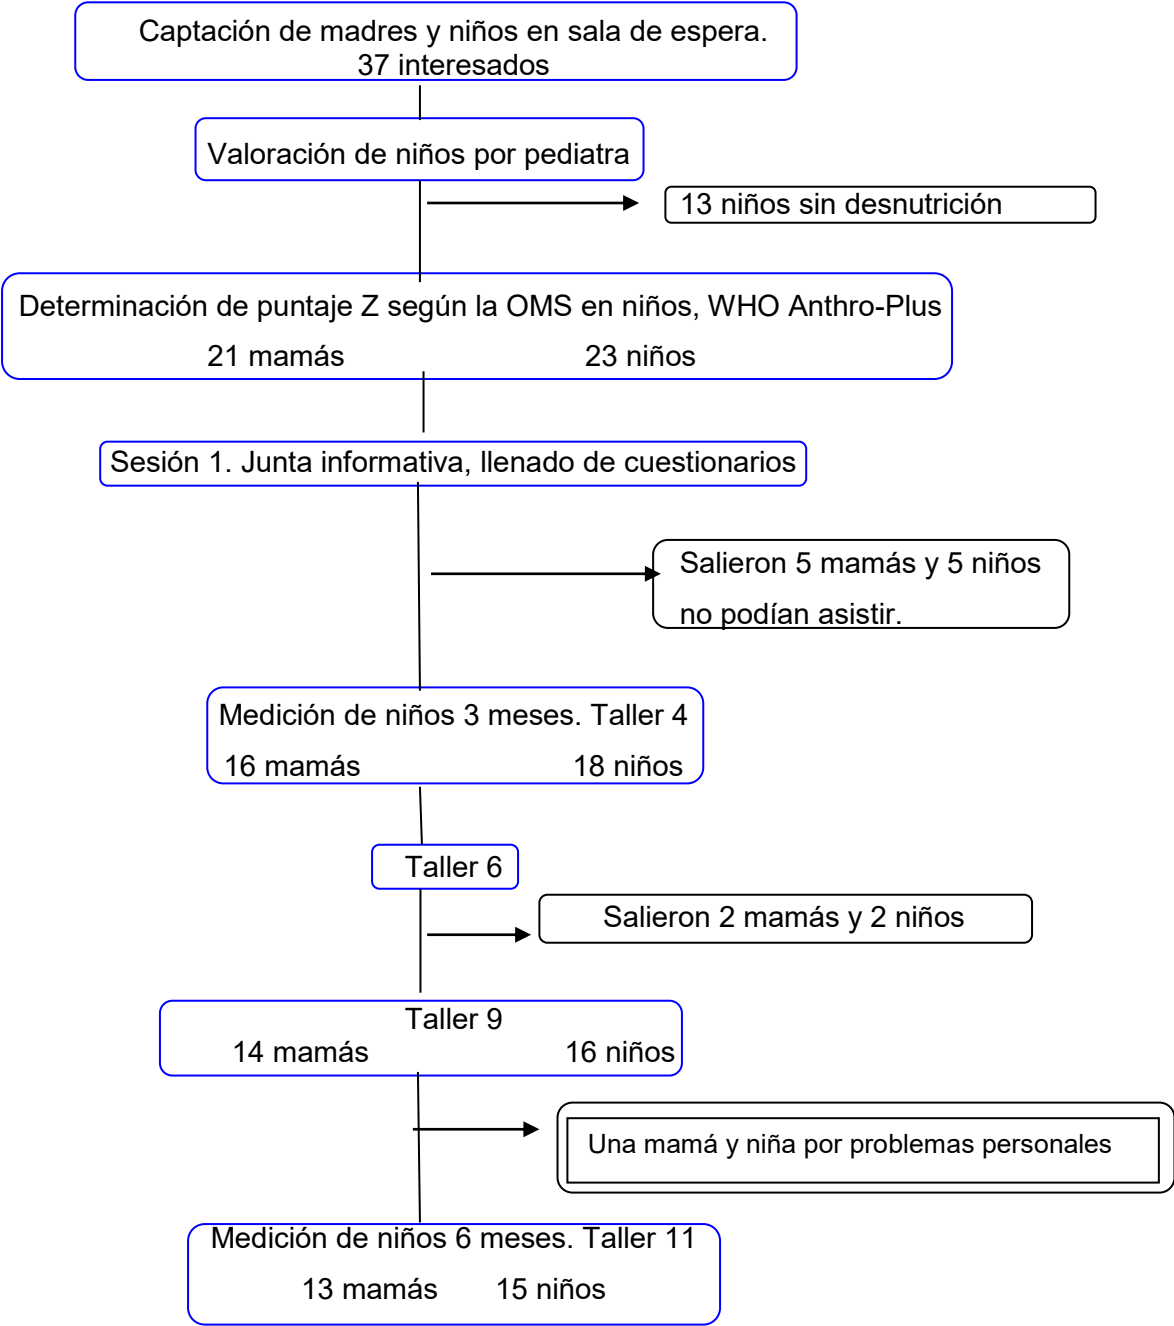 Captación de madres y niños en sala de espera.
37 interesados
Valoración de niños por pediatra
13 niños sin desnutrición
Determinación de puntaje Z según la OMS en niños, WHO Anthro-Plus
21 mamás 23 niños
Sesión 1. Junta informativa, llenado de cuestionarios
Salieron 5 mamás y 5 niños
no podían asistir.
Medición de niños 3 meses. Taller 4
16 mamás 18 niños
Taller 6
Salieron 2 mamás y 2 niños
Taller 9
14 mamás 16 niños
Una mamá y niña por problemas personales
Medición de niños 6 meses. Taller 11
13 mamás 15 niños